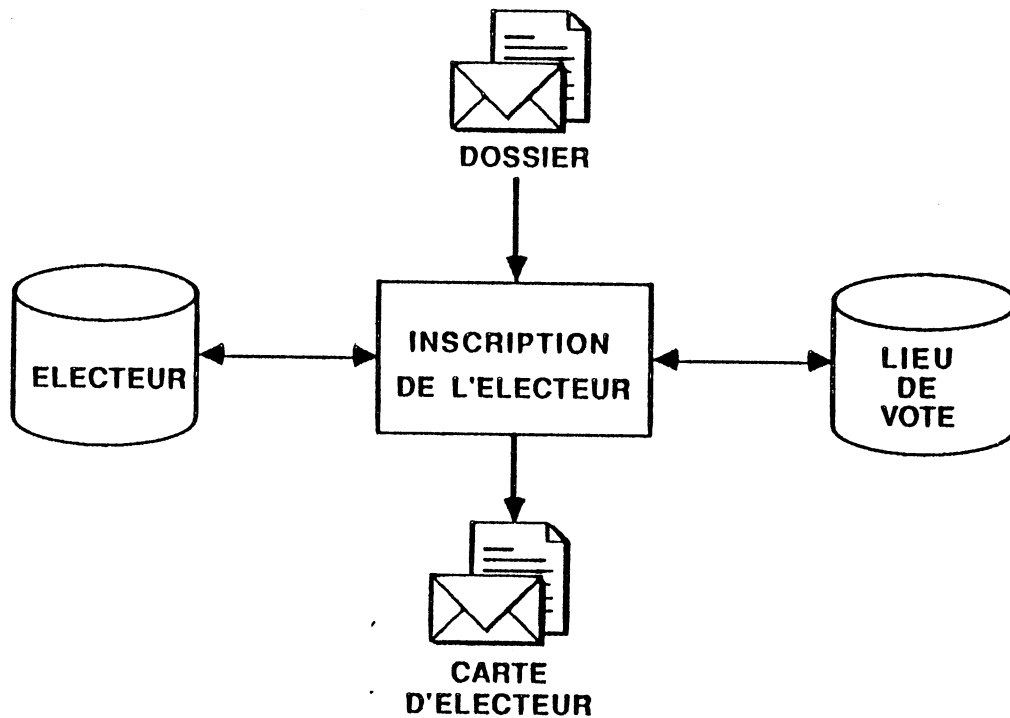 DOSSIER
ELECTEUR
INSCRIPTION
DE L'ELECTEUR
LIEU
DE
VOTE
CARTE
D'ELECTEUR